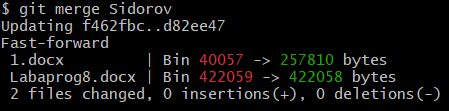 $ git merge Sidorov
Updating f462fbc..d82ee47
Fast-forward
 1.docx         | Bin 40057 -> 257810 bytes
 Labaprog8.docx | Bin 422059 -> 422058 bytes
 2 files changed, 0 insertions(+), 0 deletions(-)